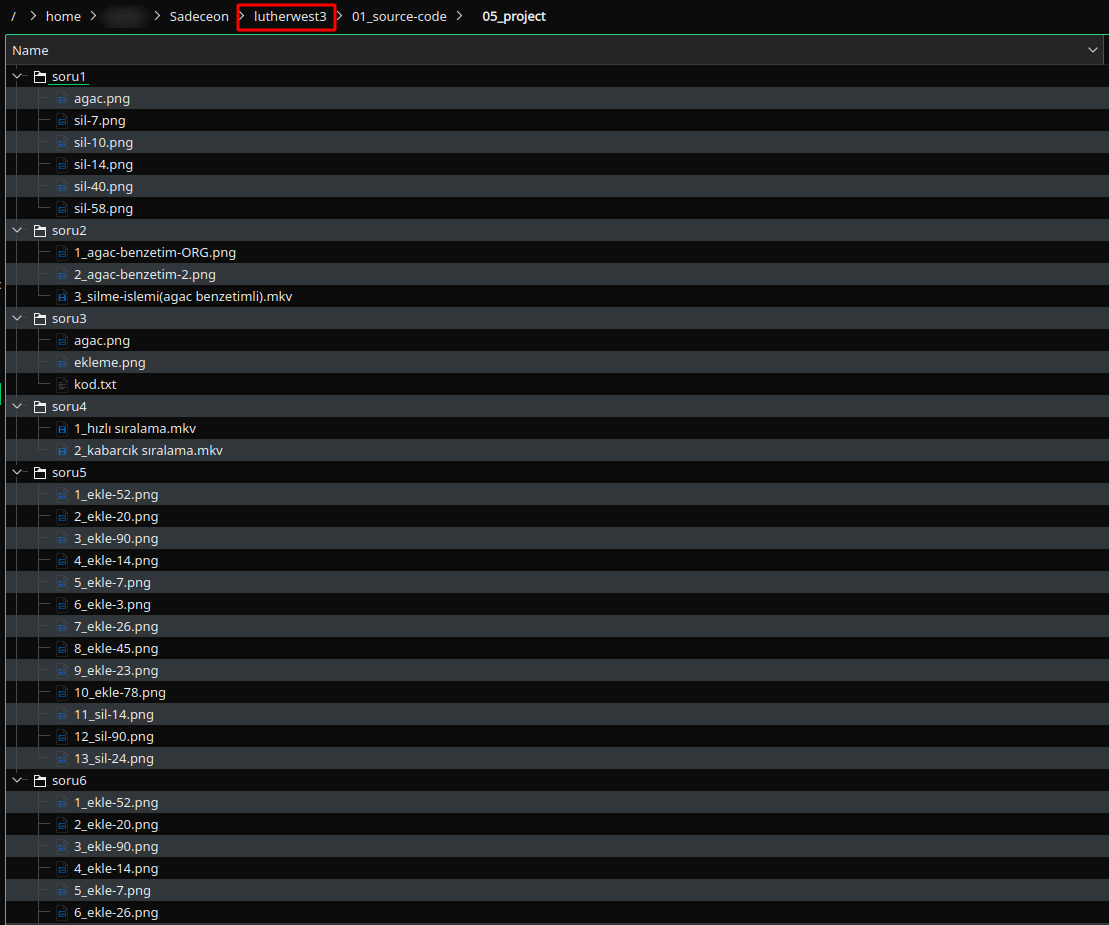 / > home > > Sadeceon > lutherwest3 > 01_source-code > 05_project
Name
soru1
agac.png
sil-7.png
sil-10.png
sil-14.png
sil-40.png
sil-58.png
soru2
1_agac-benzetim-ORG.png
2_agac-benzetim-2.png
3_silme-islemi(agac benzetimli).mkv
soru3
agac.png
ekleme.png
kod.txt
soru4
1_hızlı sıralama.mkv
2_kabarcık sıralama.mkv
soru5
1_ekle-52.png
2_ekle-20.png
3_ekle-90.png
4_ekle-14.png
5_ekle-7.png
6_ekle-3.png
7_ekle-26.png
8_ekle-45.png
9_ekle-23.png
10_ekle-78.png
11_sil-14.png
12_sil-90.png
13_sil-24.png
soru6
1_ekle-52.png
2_ekle-20.png
3_ekle-90.png
4_ekle-14.png
5_ekle-7.png
6_ekle-26.png